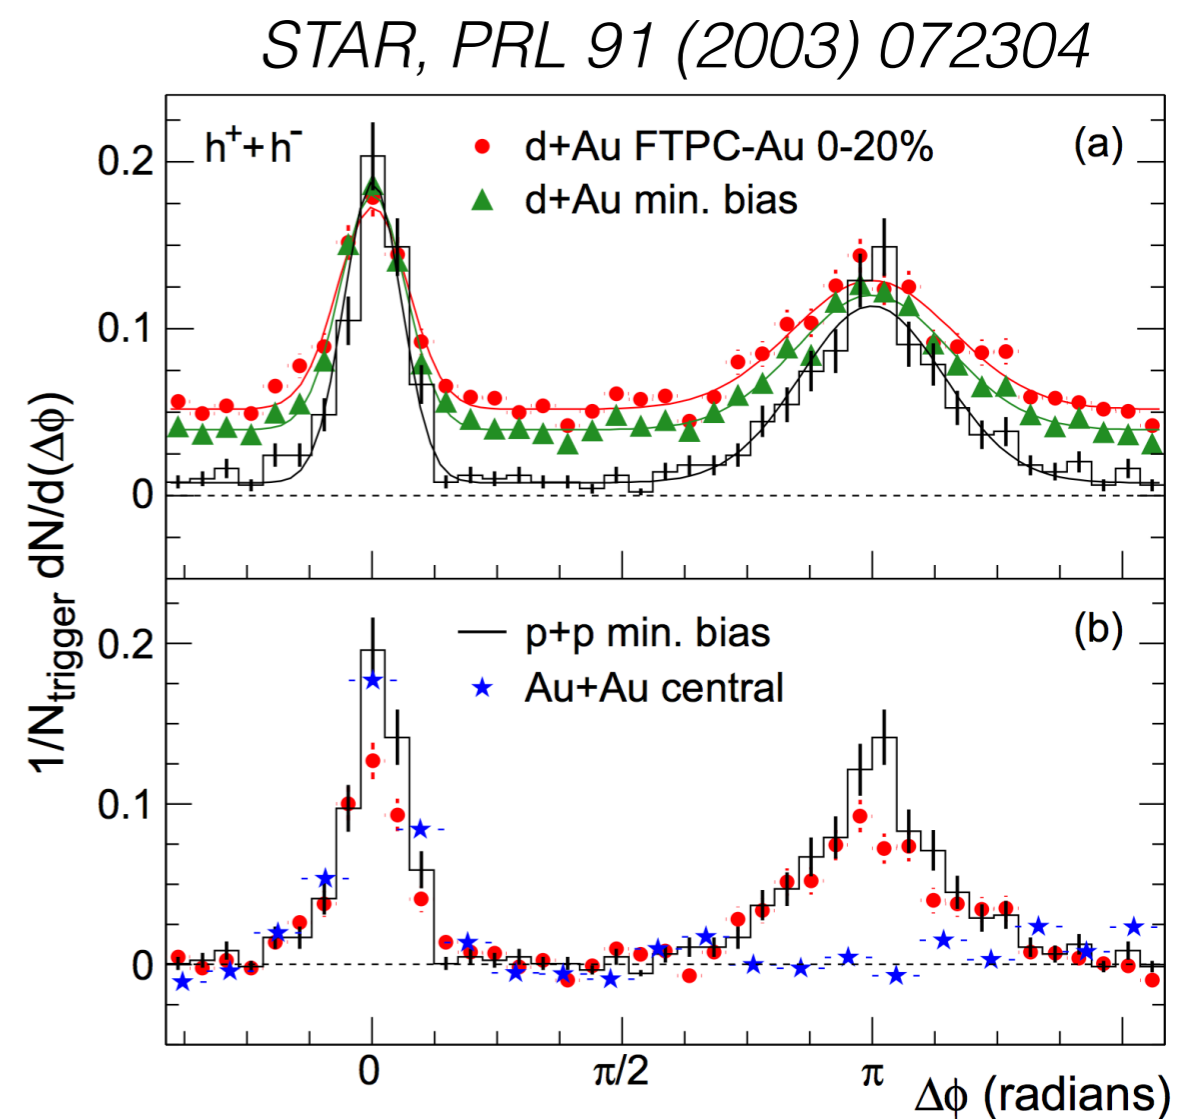 STAR, PRL 91 (2003) 072304
h⁺+h⁻
d+Au FTPC-Au 0-20%
(a)
d+Au min. bias
0.2
0.1
0
1/N_trigger dN/d(Δϕ)
p+p min. bias
(b)
Au+Au central
0.2
0.1
0
0
π/2
π
Δϕ (radians)